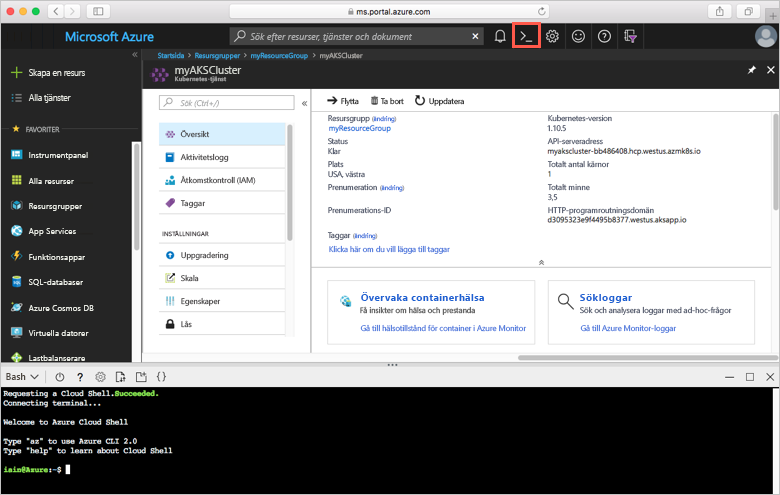 ms.portal.azure.com
Microsoft Azure
Sök efter resurser, tjänster och dokument
Startsida > Resursgrupper > myResourceGroup > myAKSCluster
myAKSCluster
Kubernetes-tjänst
Skapa en resurs
Alla tjänster
FAVORITER
Instrumentpanel
Alla resurser
Resursgrupper
App Services
Funktionsappar
SQL-databaser
Azure Cosmos DB
Virtuella datorer
Lastbalanserare
Sök (Ctrl+/)
Översikt
Aktivitetslogg
Åtkomstkontroll (IAM)
Taggar
INSTÄLLNINGAR
Uppgradering
Skala
Egenskaper
Lås
Flytta
Ta bort
Uppdatera
Resursgrupp (ändring)
myResourceGroup
Status
Klar
Plats
USA, västra
Prenumeration (ändring)
Prenumerations-ID
Taggar (ändring)
Klicka här om du vill lägga till taggar
Kubernetes-version
1.10.5
API-serveradress
myakscluster-bb486408.hcp.westus.azmk8s.io
Totalt antal kärnor
1
Totalt minne
3,5
HTTP-programroutningsdomän
d3095323e9f4495b8377.westus.aksapp.io
Övervaka containerhälsa
Få insikter om hälsa och prestanda
Gå till hälsotillstånd för container i Azure Monitor
Sökloggar
Sök och analysera loggar med ad-hoc-frågor
Gå till Azure Monitor-loggar
Bash
Requesting a Cloud Shell.Succeeded.
Connecting terminal...
Welcome to Azure Cloud Shell
Type "az" to use Azure CLI 2.0
Type "help" to learn about Cloud Shell
iain@Azure:~$